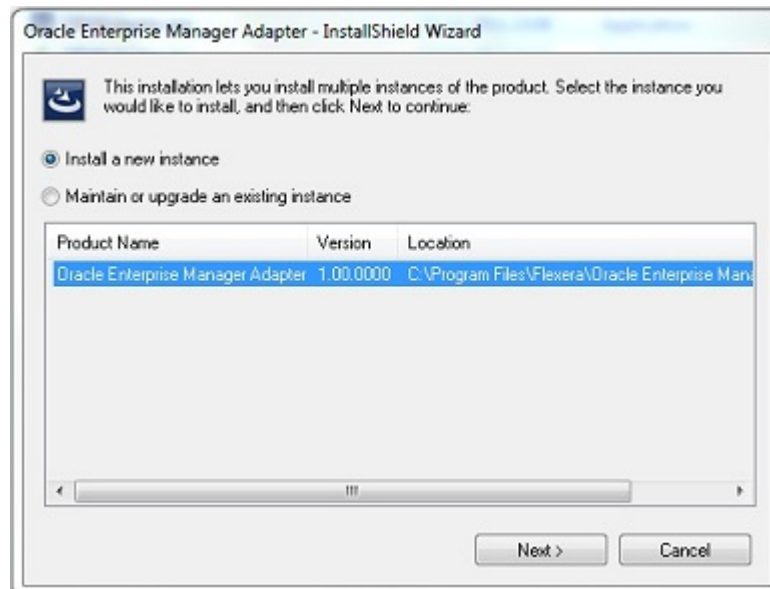 Oracle Enterprise Manager Adapter - InstallShield Wizard
This installation lets you install multiple instances of the product. Select the instance you
would like to install, and then click Next to continue:
Install a new instance
Maintain or upgrade an existing instance
Product Name Version Location
Oracle Enterprise Manager Adapter 1.00.0000 C:\Program Files\Flexera\Oracle Enterprise Mana
Next > Cancel